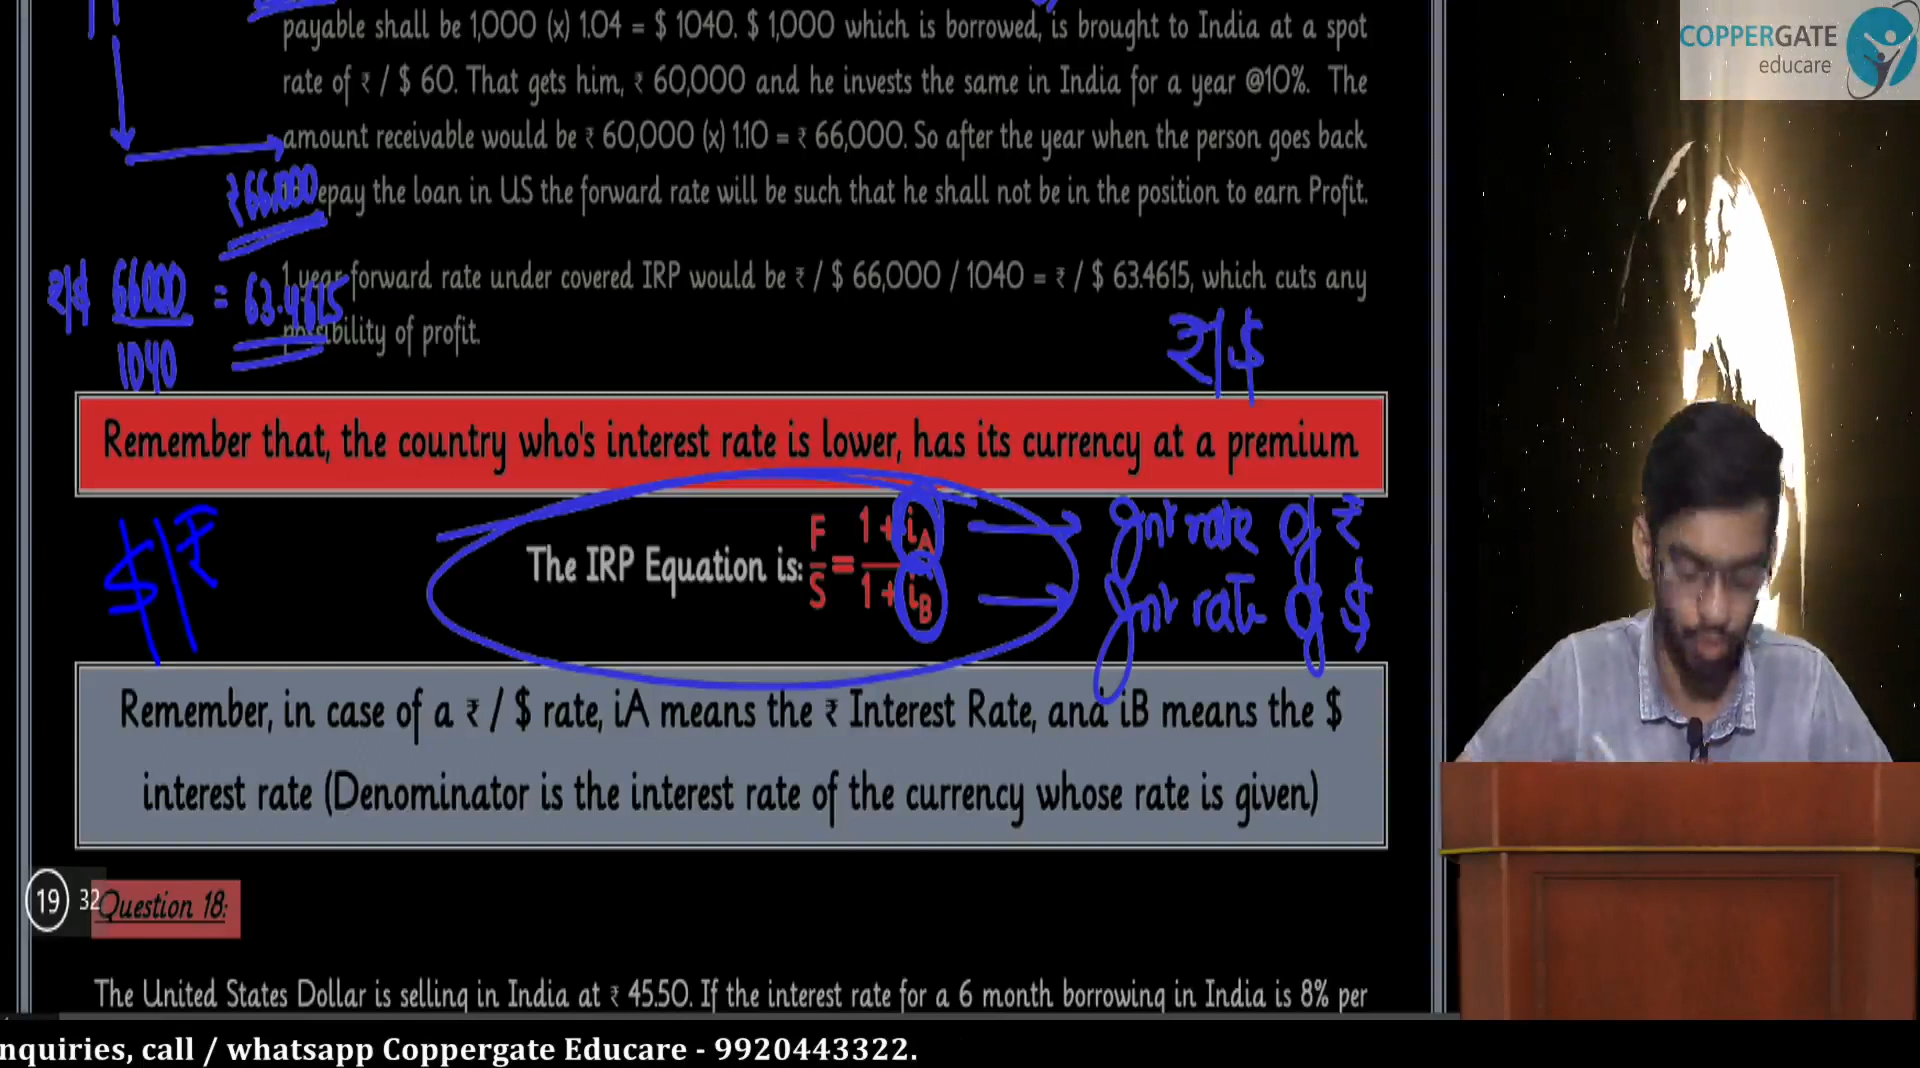 payable shall be 1,000 (x) 1.04 = $ 1040. $ 1,000 which is borrowed, is brought to India at a spot
rate of ₹ / $ 60. That gets him, ₹ 60,000 and he invests the same in India for a year @10%. The
amount receivable would be ₹ 60,000 (x) 1.10 = ₹ 66,000. So after the year when the person goes back
₹66000 epay the loan in US the forward rate will be such that he shall not be in the position to earn Profit.
1 year forward rate under covered IRP would be ₹ / $ 66,000 / 1040 = ₹ / $ 63.4615, which cuts any
possibility of profit.
₹/$ 66000 / 1040 = 63.4615
₹/$
Remember that, the country who's interest rate is lower, has its currency at a premium
$/₹
The IRP Equation is: F/S = 1 + iA / 1 + iB
Int rate of ₹
Int rate of $
Remember, in case of a ₹ / $ rate, iA means the ₹ Interest Rate, and iB means the $
interest rate (Denominator is the interest rate of the currency whose rate is given)
19 32
Question 18:
The United States Dollar is selling in India at ₹ 45.50. If the interest rate for a 6 month borrowing in India is 8% per
COPPERGATE
educare
nquiries, call / whatsapp Coppergate Educare - 9920443322.